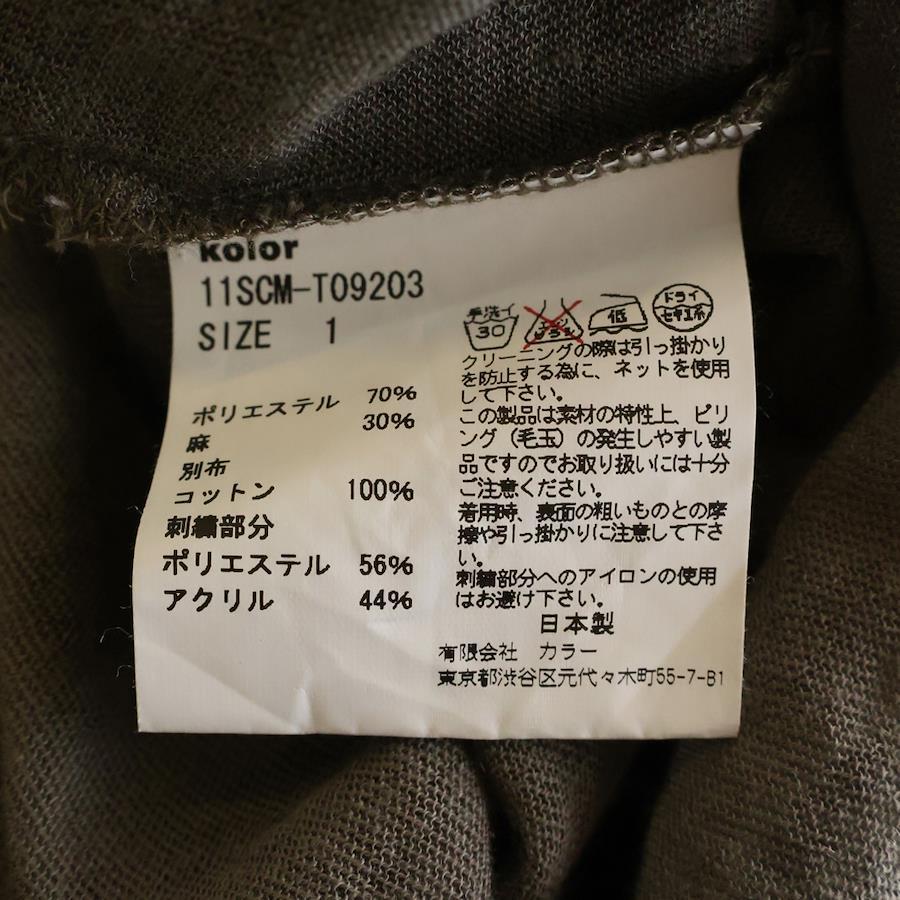 kolor
11SCM-T09203
SIZE 1
ポリエステル 70%
麻 30%
別布
コットン 100%
刺繍部分
ポリエステル 56%
アクリル 44%
手洗イ 30
エンソサラシ
低
ドライ セキユ系
クリーニングの際は引っ掛かり
を防止する為に、ネットを使用
して下さい。
この製品は素材の特性上、ピリ
ング（毛玉）の発生しやすい製
品ですのでお取り扱いには十分
ご注意ください。
着用時、表面の粗いものとの摩
擦や引っ掛かりに注意して下さ
い。
刺繍部分へのアイロンの使用
はお避け下さい。
日本製
有限会社 カラー
東京都渋谷区元代々木町55-7-B1